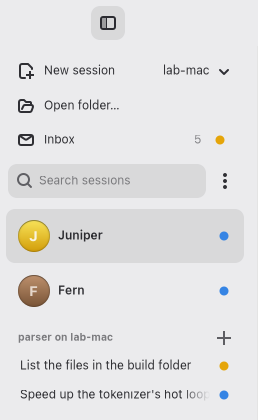 New session lab-mac
Open folder...
Inbox 5
Search sessions
J Juniper
F Fern
parser on lab-mac
List the files in the build folder
Speed up the tokenizer's hot loop